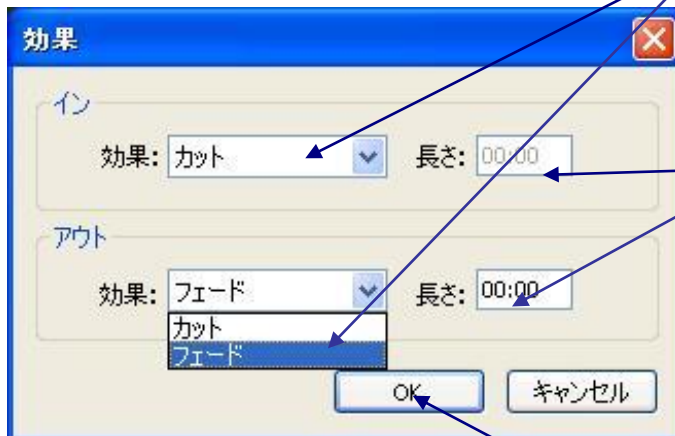 効果
イン
効果: カット 長さ: 00:00
アウト
効果: フェード 長さ: 00:00
カット
フェード
OK キャンセル